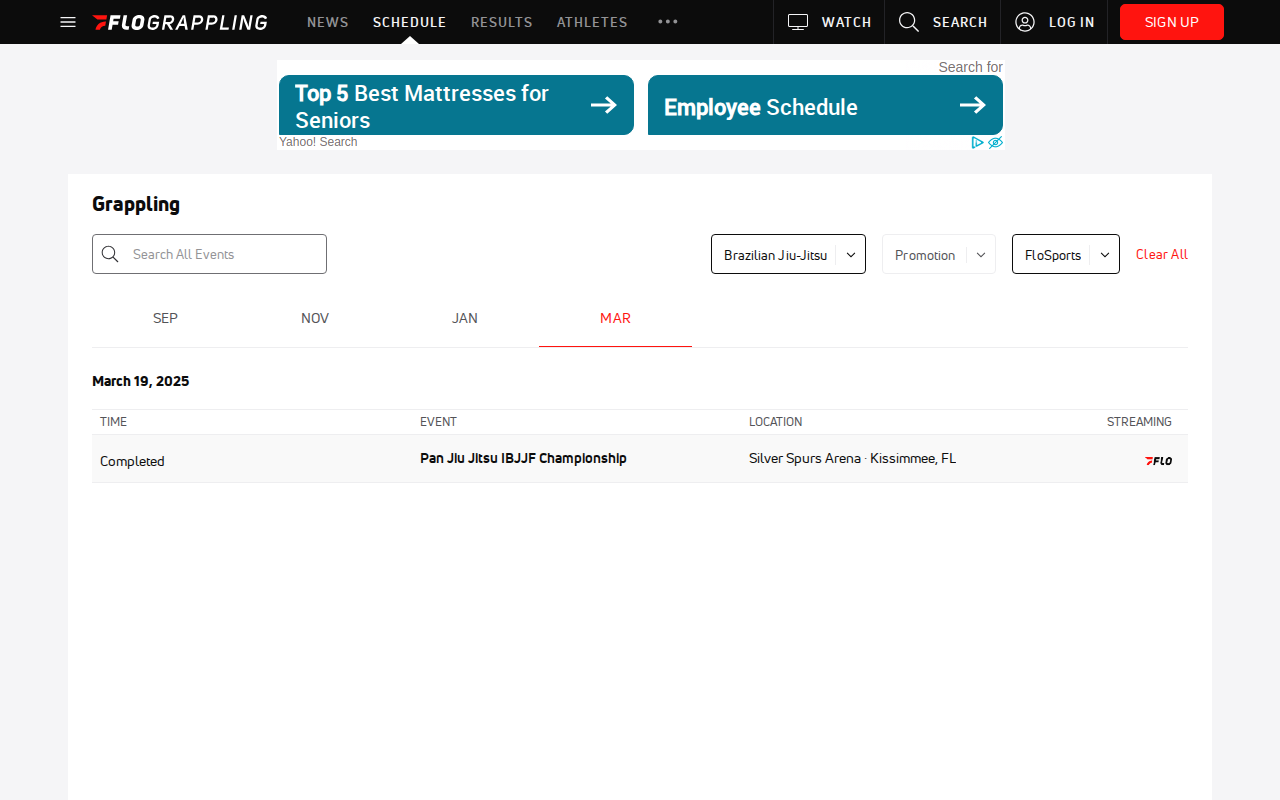 FLOGRAPPLING NEWS SCHEDULE RESULTS ATHLETES WATCH SEARCH LOG IN SIGN UP
Search for
Top 5 Best Mattresses for
Seniors
Employee Schedule
Yahoo! Search
Grappling
Search All Events
Brazilian Jiu-Jitsu
Promotion
FloSports
Clear All
SEP NOV JAN MAR
March 19, 2025
TIME EVENT LOCATION STREAMING
Completed Pan Jiu Jitsu IBJJF Championship Silver Spurs Arena · Kissimmee, FL FLO